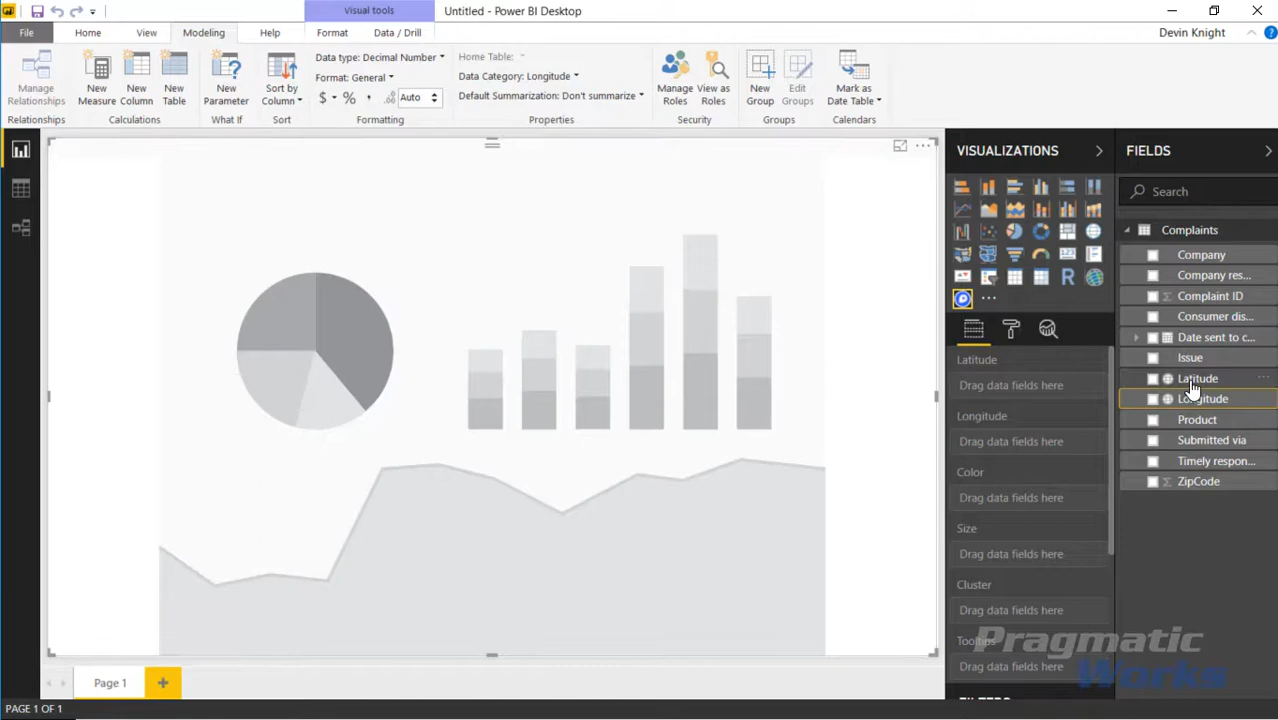 Visual tools
Untitled - Power BI Desktop
File
Home
View
Modeling
Help
Format
Data / Drill
Devin Knight
Manage Relationships
Relationships
New Measure
New Column
New Table
Calculations
New Parameter
What If
Sort by Column
Sort
Data type: Decimal Number
Format: General
$ % , .00 Auto
Formatting
Home Table:
Data Category: Longitude
Default Summarization: Don't summarize
Properties
Manage Roles
View as Roles
Security
New Group
Edit Groups
Groups
Mark as Date Table
Calendars
VISUALIZATIONS
R
123
Latitude
Drag data fields here
Longitude
Drag data fields here
Color
Drag data fields here
Size
Drag data fields here
Cluster
Drag data fields here
Tooltips
Drag data fields here
FIELDS
Search
Complaints
Company
Company res...
Σ Complaint ID
Consumer dis...
Date sent to c...
Issue
Latitude
Longitude
Product
Submitted via
Timely respon...
Σ ZipCode
Pragmatic
Works
Page 1
PAGE 1 OF 1